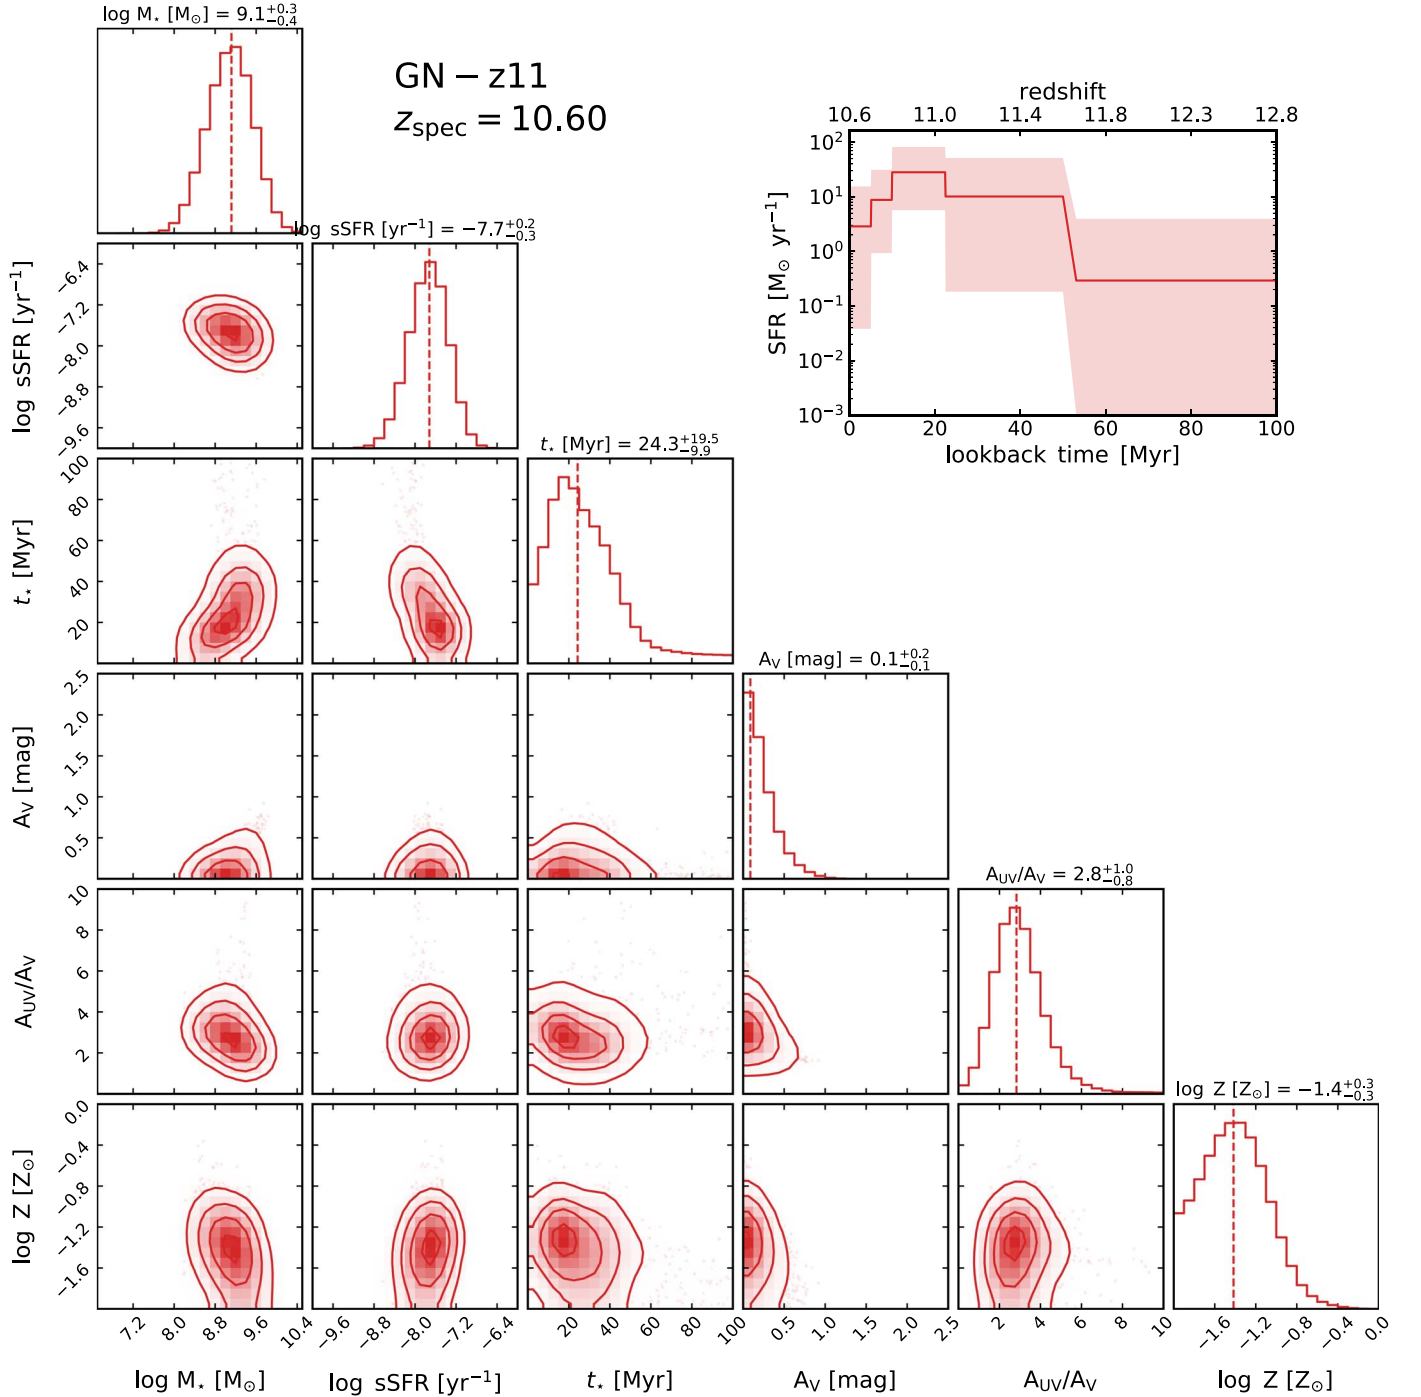 log M⋆ [M⊙] = 9.1+0.3−0.4
GN − z11
zspec = 10.60
redshift
10.6 11.0 11.4 11.8 12.3 12.8
SFR [M⊙ yr−1]
10² 10¹ 10⁰ 10−1 10−2 10−3
0 20 40 60 80 100
lookback time [Myr]
log sSFR [yr−1] = −7.7+0.2−0.3
log sSFR [yr−1]
−6.4 −7.2 −8.0 −8.8 −9.6
t⋆ [Myr] = 24.3+19.5−9.9
t⋆ [Myr]
100 80 60 40 20
AV [mag] = 0.1+0.2−0.1
AV [mag]
2.5 2.0 1.5 1.0 0.5
AUV/AV = 2.8+1.0−0.8
AUV/AV
10 8 6 4 2
log Z [Z⊙] = −1.4+0.3−0.3
log Z [Z⊙]
0.0 −0.4 −0.8 −1.2 −1.6
7.2 8.0 8.8 9.6 10.4
−9.6 −8.8 −8.0 −7.2 −6.4
20 40 60 80 100
0.5 1.0 1.5 2.0 2.5
2 4 6 8 10
−1.6 −1.2 −0.8 −0.4 0.0
log M⋆ [M⊙]
log sSFR [yr−1]
t⋆ [Myr]
AV [mag]
AUV/AV
log Z [Z⊙]